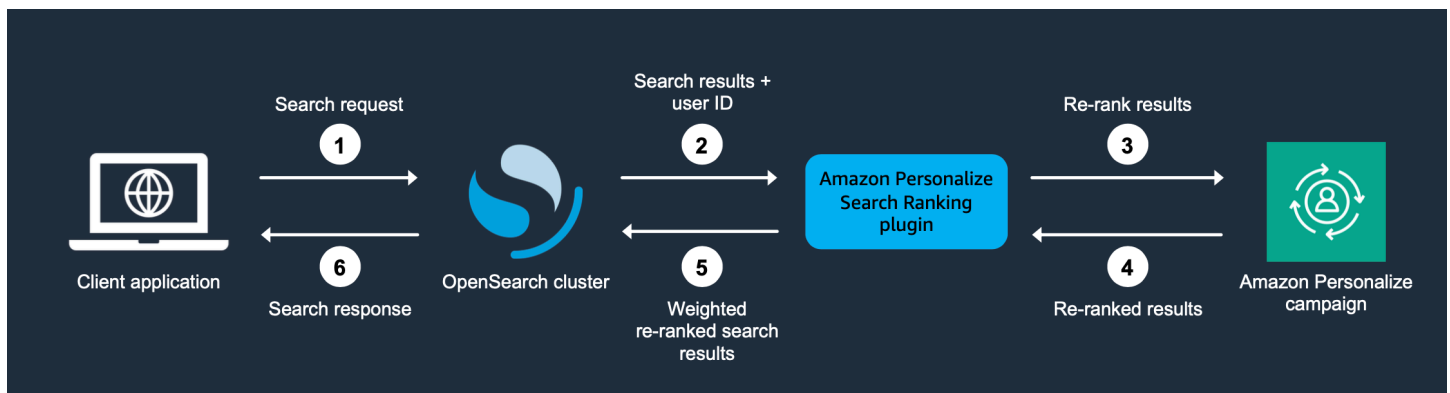 Search request
1
Search results +
user ID
2
Re-rank results
3
Amazon Personalize
Search Ranking
plugin
Client application
6
Search response
OpenSearch cluster
5
Weighted
re-ranked search
results
4
Re-ranked results
Amazon Personalize
campaign